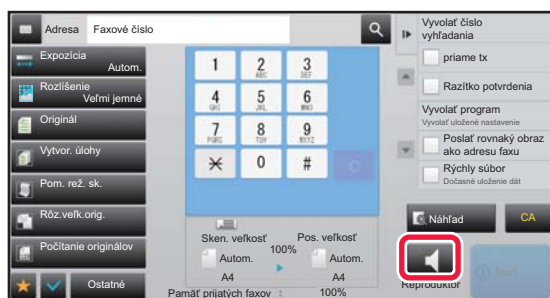 Adresa
Faxové číslo
Expozícia
Autom.
Rozlíšenie
Veľmi jemné
Originál
Vytvor. úlohy
Pom. rež. sk.
Rôz.veľk.orig.
Počítanie originálov
Ostatné
1
2
ABC
3
DEF
4
GHI
5
JKL
6
MNO
7
PQRS
8
TUV
9
WXYZ
0
#
Sken. veľkosť
Pos. veľkosť
100%
Autom.
Autom.
A4
A4
Pamäť prijatých faxov :
100%
Vyvolať číslo
vyhľadania
priame tx
Razítko potvrdenia
Vyvolať program
Vyvolať uložené nastavenie
Poslať rovnaký obraz
ako adresu faxu
Rýchly súbor
Dočasné uloženie dát
Náhľad
CA
Reproduktor
Štart